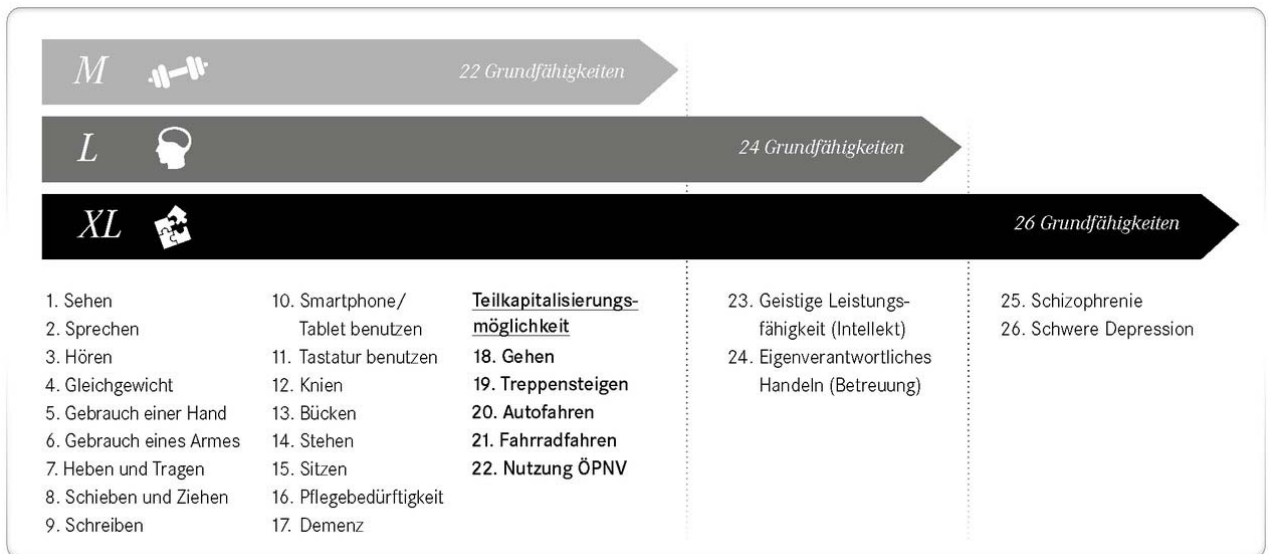 M
22 Grundfähigkeiten
L
24 Grundfähigkeiten
XL
26 Grundfähigkeiten
1. Sehen
2. Sprechen
3. Hören
4. Gleichgewicht
5. Gebrauch einer Hand
6. Gebrauch eines Armes
7. Heben und Tragen
8. Schieben und Ziehen
9. Schreiben
10. Smartphone/
Tablet benutzen
11. Tastatur benutzen
12. Knien
13. Bücken
14. Stehen
15. Sitzen
16. Pflegebedürftigkeit
17. Demenz
Teilkapitalisierungs-
möglichkeit
18. Gehen
19. Treppensteigen
20. Autofahren
21. Fahrradfahren
22. Nutzung ÖPNV
23. Geistige Leistungs-
fähigkeit (Intellekt)
24. Eigenverantwortliches
Handeln (Betreuung)
25. Schizophrenie
26. Schwere Depression